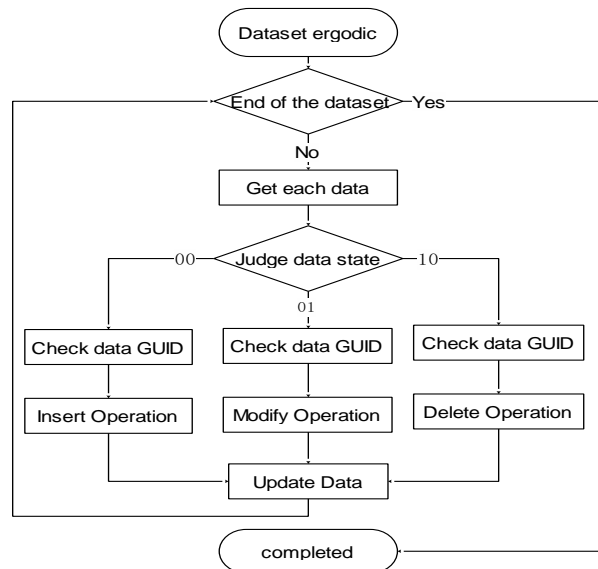 Dataset ergodic
End of the dataset
Yes
No
Get each data
00
Judge data state
10
01
Check data GUID
Check data GUID
Check data GUID
Insert Operation
Modify Operation
Delete Operation
Update Data
completed